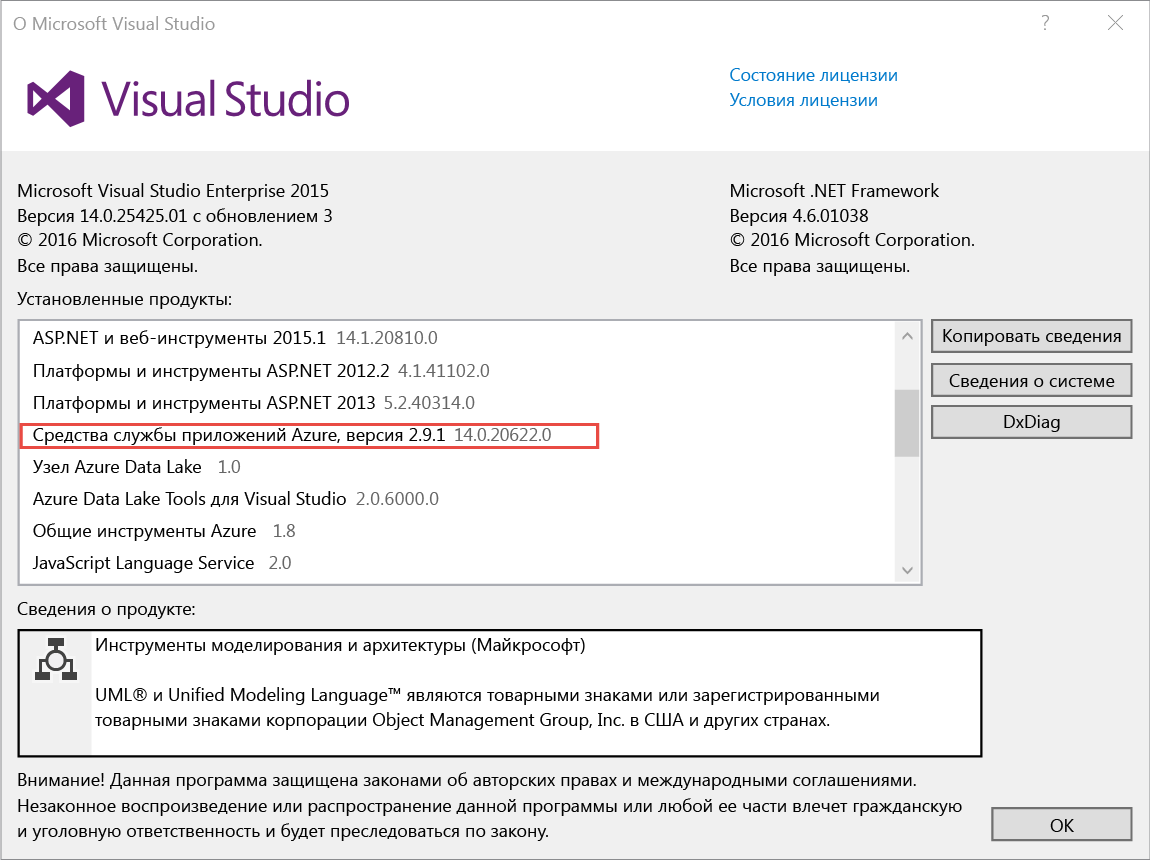 О Microsoft Visual Studio
?
Visual Studio
Состояние лицензии
Условия лицензии
Microsoft Visual Studio Enterprise 2015
Версия 14.0.25425.01 с обновлением 3
© 2016 Microsoft Corporation.
Все права защищены.
Microsoft .NET Framework
Версия 4.6.01038
© 2016 Microsoft Corporation.
Все права защищены.
Установленные продукты:
ASP.NET и веб-инструменты 2015.1 14.1.20810.0
Платформы и инструменты ASP.NET 2012.2 4.1.41102.0
Платформы и инструменты ASP.NET 2013 5.2.40314.0
Средства службы приложений Azure, версия 2.9.1 14.0.20622.0
Узел Azure Data Lake 1.0
Azure Data Lake Tools для Visual Studio 2.0.6000.0
Общие инструменты Azure 1.8
JavaScript Language Service 2.0
Копировать сведения
Сведения о системе
DxDiag
Сведения о продукте:
Инструменты моделирования и архитектуры (Майкрософт)
UML® и Unified Modeling Language™ являются товарными знаками или зарегистрированными
товарными знаками корпорации Object Management Group, Inc. в США и других странах.
Внимание! Данная программа защищена законами об авторских правах и международными соглашениями.
Незаконное воспроизведение или распространение данной программы или любой ее части влечет гражданскую
и уголовную ответственность и будет преследоваться по закону.
OK